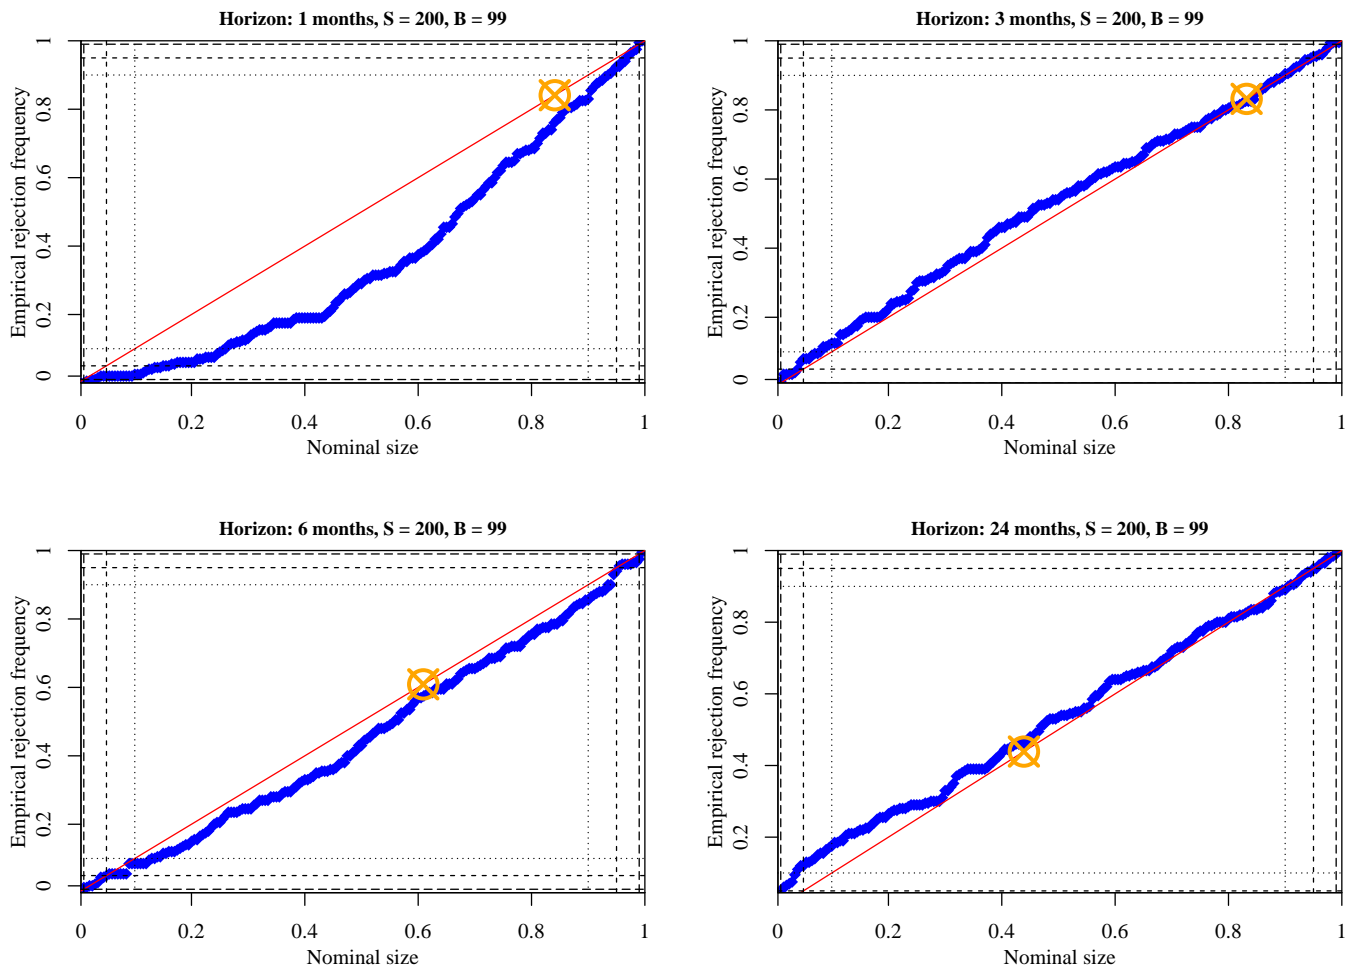 Horizon: 1 months, S = 200, B = 99
Empirical rejection frequency
1
0.8
0.6
0.4
0.2
0
0 0.2 0.4 0.6 0.8 1
Nominal size
Horizon: 3 months, S = 200, B = 99
Empirical rejection frequency
1
0.8
0.6
0.4
0.2
0
0 0.2 0.4 0.6 0.8 1
Nominal size
Horizon: 6 months, S = 200, B = 99
Empirical rejection frequency
1
0.8
0.6
0.4
0.2
0
0 0.2 0.4 0.6 0.8 1
Nominal size
Horizon: 24 months, S = 200, B = 99
Empirical rejection frequency
1
0.8
0.6
0.4
0.2
0 0.2 0.4 0.6 0.8 1
Nominal size